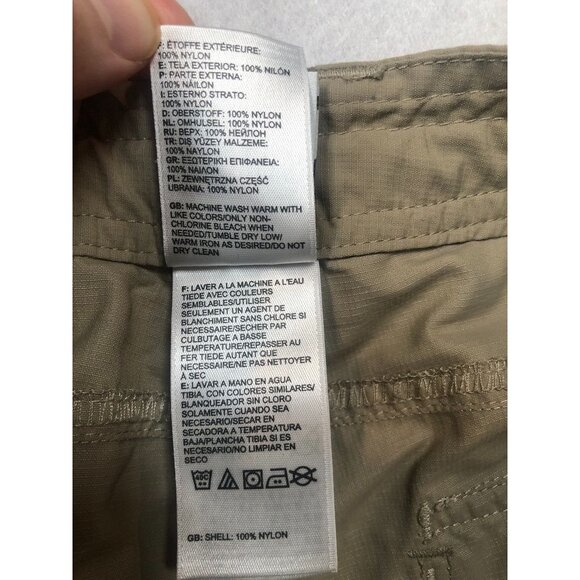 F: ÉTOFFE EXTÉRIEURE:
100% NYLON
E: TELA EXTERIOR: 100% NILÓN
P: PARTE EXTERNA:
100% NÁILON
I: ESTERNO STRATO: 100%
NYLON
D: OBERSTOFF: 100% NYLON
NL: OMHULSEL: 100% NYLON
RU: ВЕРХ: 100% НЕЙЛОН
TR: DIŞ YÜZEY MALZEME:
100% NAYLON
GR: ΕΞΩΤΕΡΙΚΗ ΕΠΙΦΑΝΕΙΑ:
100% ΝΑΙΛΟΝ
PL: ZEWNĘTRZNA CZĘŚĆ
UBRANIA: 100% NYLON
GB: MACHINE WASH WARM WITH
LIKE COLORS/ONLY NON-
CHLORINE BLEACH WHEN
NEEDED/TUMBLE DRY LOW/
WARM IRON AS DESIRED/DO NOT
DRY CLEAN
F: LAVER A LA MACHINE A L'EAU
TIEDE AVEC COULEURS
SEMBLABLES/UTILISER
SEULEMENT UN AGENT DE
BLANCHIMENT SANS CHLORE SI
NECESSAIRE/SECHER PAR
CULBUTAGE A BASSE
TEMPERATURE/REPASSER AU
FER TIEDE AUTANT QUE
NECESSAIRE/NE PAS NETTOYER
À SEC
E: LAVAR A MANO EN AGUA
TIBIA, CON COLORES SIMILARES/
BLANQUEADOR SIN CLORO
SOLAMENTE CUANDO SEA
NECESARIO/SECAR EN
SECADORA A TEMPERATURA
BAJA/PLANCHA TIBIA SI ES
NECESARIO/NO LAVAR EN
SECO
40C
GB: SHELL: 100% NYLON